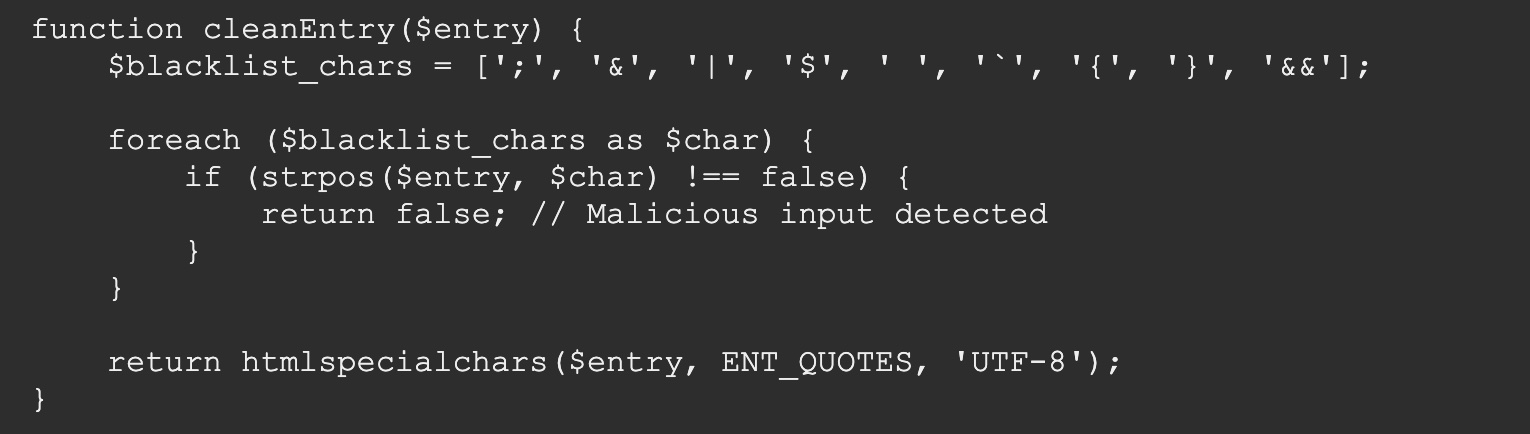 function cleanEntry($entry) {
    $blacklist_chars = [';', '&', '|', '$', ' ', '`', '{', '}', '&&'];

    foreach ($blacklist_chars as $char) {
        if (strpos($entry, $char) !== false) {
            return false; // Malicious input detected
        }
    }

    return htmlspecialchars($entry, ENT_QUOTES, 'UTF-8');
}